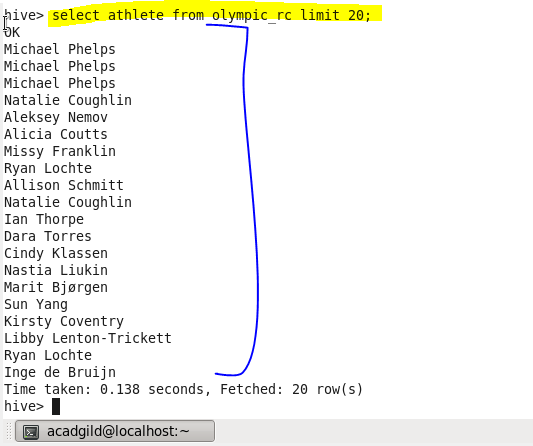 hive> select athlete from olympic_rc limit 20;
OK
Michael Phelps
Michael Phelps
Michael Phelps
Natalie Coughlin
Aleksey Nemov
Alicia Coutts
Missy Franklin
Ryan Lochte
Allison Schmitt
Natalie Coughlin
Ian Thorpe
Dara Torres
Cindy Klassen
Nastia Liukin
Marit Bjørgen
Sun Yang
Kirsty Coventry
Libby Lenton-Trickett
Ryan Lochte
Inge de Bruijn
Time taken: 0.138 seconds, Fetched: 20 row(s)
hive>
acadgild@localhost:~